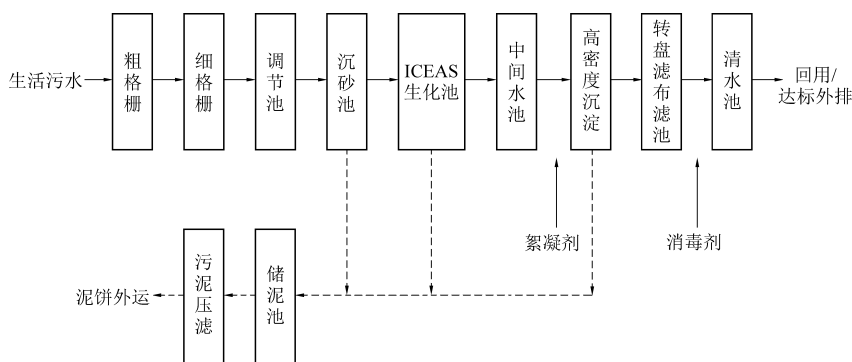 生活污水
粗格栅
细格栅
调节池
沉砂池
ICEAS
生化池
中间水池
高密度沉淀
转盘滤布滤池
清水池
回用/
达标外排
絮凝剂
消毒剂
泥饼外运
污泥压滤
储泥池